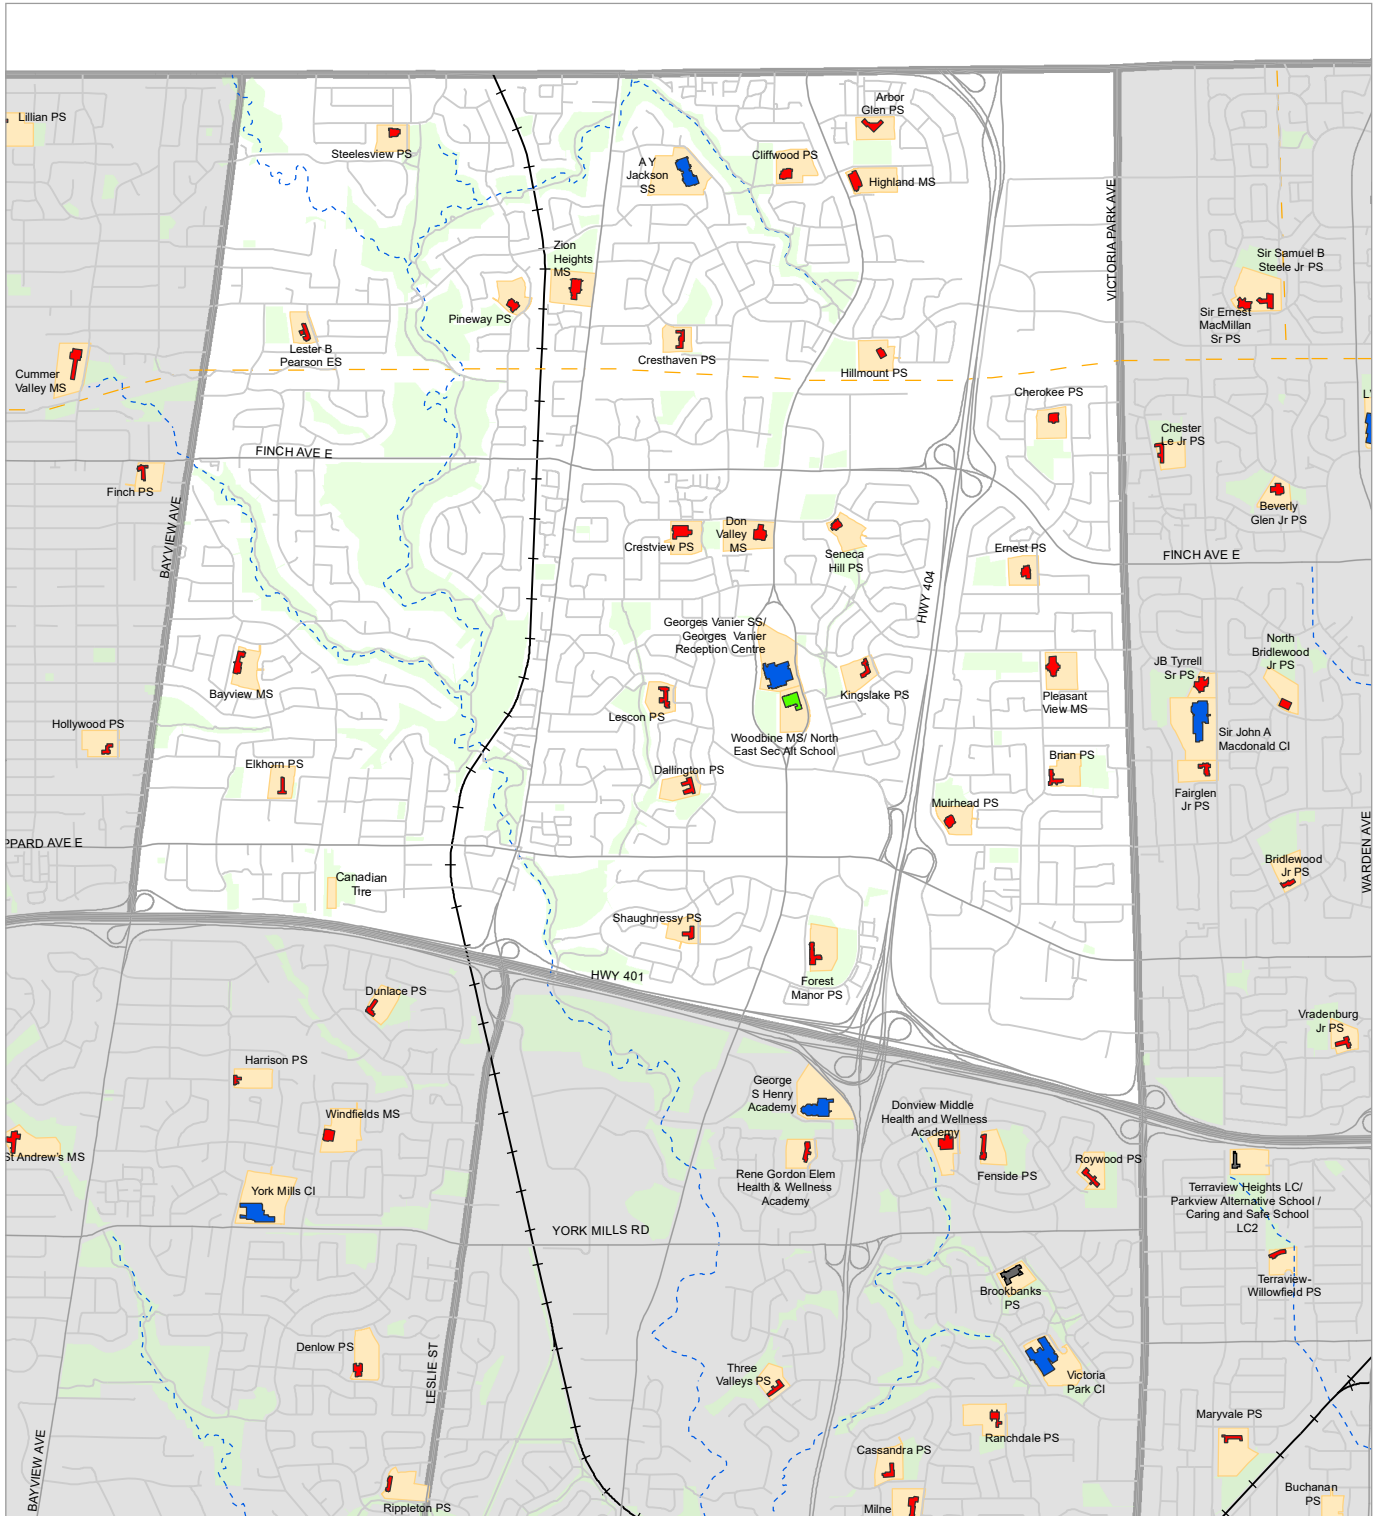 Lillian PS
Steelesview PS
A Y
Jackson
SS
Cliffwood PS
Arbor
Glen PS
Highland MS
VICTORIA PARK AVE
Zion
Heights
MS
Pineway PS
Lester B
Pearson ES
Cresthaven PS
Hillmount PS
Sir Samuel B
Steele Jr PS
Sir Ernest
MacMillan
Sr PS
Cummer
Valley MS
Cherokee PS
Chester
Le Jr PS
FINCH AVE E
Finch PS
BAYVIEW AVE
Beverly
Glen Jr PS
Crestview PS
Don
Valley
MS
Seneca
Hill PS
Ernest PS
FINCH AVE E
HWY 404
Georges Vanier SS/
Georges Vanier
Reception Centre
Bayview MS
Lescon PS
Kingslake PS
Pleasant
View MS
JB Tyrrell
Sr PS
North
Bridlewood
Jr PS
Hollywood PS
Woodbine MS/ North
East Sec Alt School
Sir John A
Macdonald CI
Elkhorn PS
Dallington PS
Brian PS
Fairglen
Jr PS
Muirhead PS
PPARD AVE E
WARDEN AVE
Bridlewood
Jr PS
Canadian
Tire
Shaughnessy PS
HWY 401
Forest
Manor PS
Dunlace PS
Vradenburg
Jr PS
Harrison PS
George
S Henry
Academy
Donview Middle
Health and Wellness
Academy
Windfields MS
St Andrew's MS
Rene Gordon Elem
Health & Wellness
Academy
Fenside PS
Roywood PS
York Mills CI
Terraview Heights LC/
Parkview Alternative School /
Caring and Safe School
LC2
YORK MILLS RD
Brookbanks
PS
Terraview-
Willowfield PS
Denlow PS
LESLIE ST
Three
Valleys PS
Victoria
Park CI
Maryvale PS
Ranchdale PS
Cassandra PS
BAYVIEW AVE
Rippleton PS
Milne
Buchanan
PS